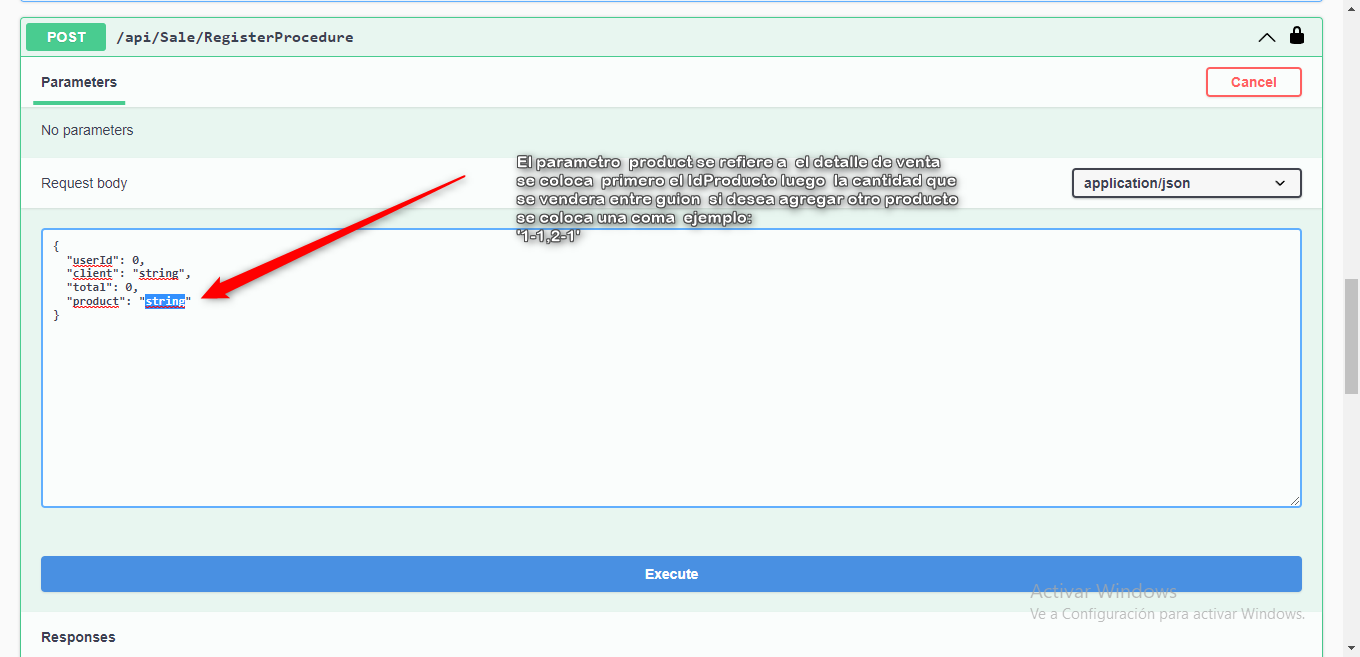 POST /api/Sale/RegisterProcedure
Parameters
Cancel
No parameters
El parametro product se refiere a el detalle de venta
se coloca primero el IdProducto luego la cantidad que
se vendera entre guion si desea agregar otro producto
se coloca una coma ejemplo:
'1-1,2-1'
Request body
application/json
{
"userId": 0,
"client": "string",
"total": 0,
"product": "string"
}
Execute
Activar Windows
Ve a Configuración para activar Windows.
Responses